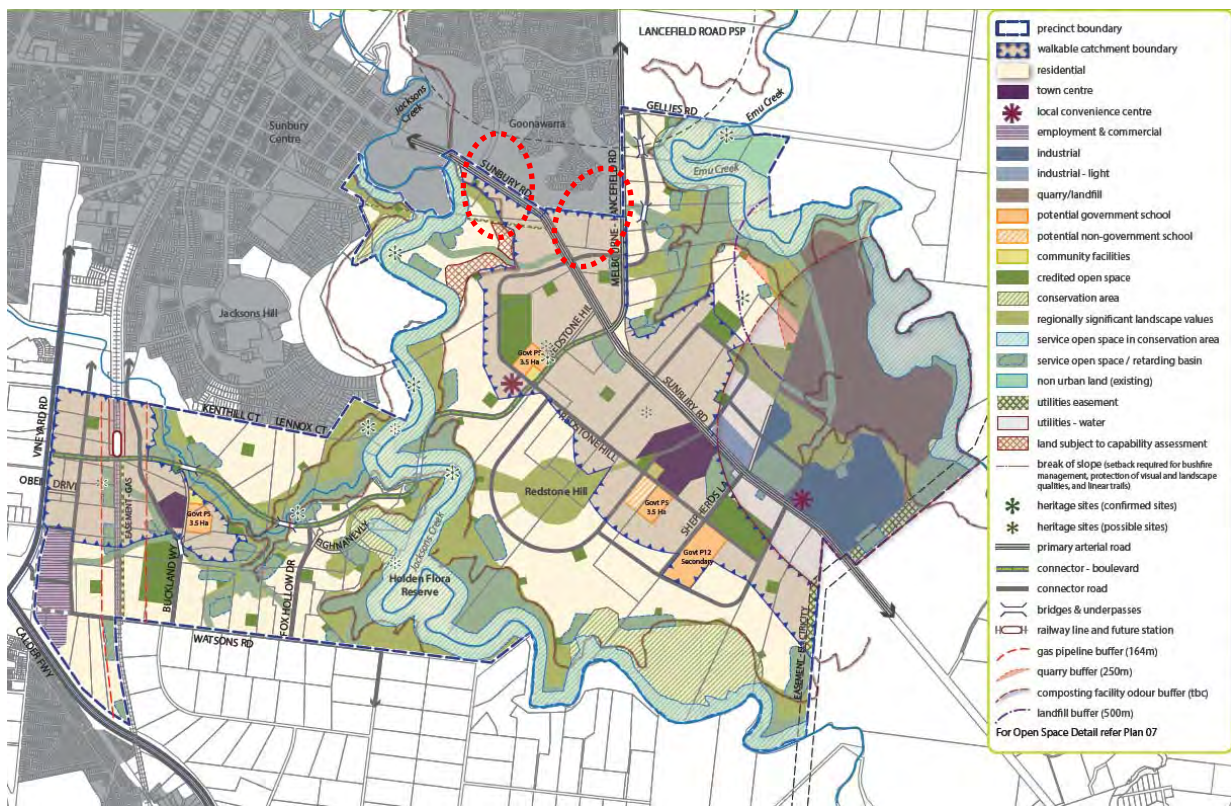 LANCEFIELD ROAD PSP
Jacksons
Creek
Goonawarra
GELLIES RD
Emu Creek
Sunbury
Centre
SUNBURY RD
MELBOURNE - LANCEFIELD RD
Emu Creek
Jacksons Hill
REDSTONE HILL
Govt P5
3.5 Ha
SUNBURY RD
VINEYARD RD
KENTHILL CT
LENNOX CT
REDSTONE HILL
OBEID DRIVE
EASEMENT - GAS
Govt P5
3.5 Ha
Redstone Hill
Govt P5
3.5 Ha
SHEPHERDS LA
Jacksons Creek
Govt P12
Secondary
BUCKLAND WY
FOX HOLLOW DR
Holden Flora
Reserve
WATSONS RD
CALDER FWY
EASEMENT - ELECTRICITY
precinct boundary
walkable catchment boundary
residential
town centre
local convenience centre
employment & commercial
industrial
industrial - light
quarry/landfill
potential government school
potential non-government school
community facilities
credited open space
conservation area
regionally significant landscape values
service open space in conservation area
service open space / retarding basin
non urban land (existing)
utilities easement
utilities - water
land subject to capability assessment
break of slope (setback required for bushfire
management, protection of visual and landscape
qualities, and linear trails)
heritage sites (confirmed sites)
heritage sites (possible sites)
primary arterial road
connector - boulevard
connector road
bridges & underpasses
railway line and future station
gas pipeline buffer (164m)
quarry buffer (250m)
composting facility odour buffer (tbc)
landfill buffer (500m)
For Open Space Detail refer Plan 07